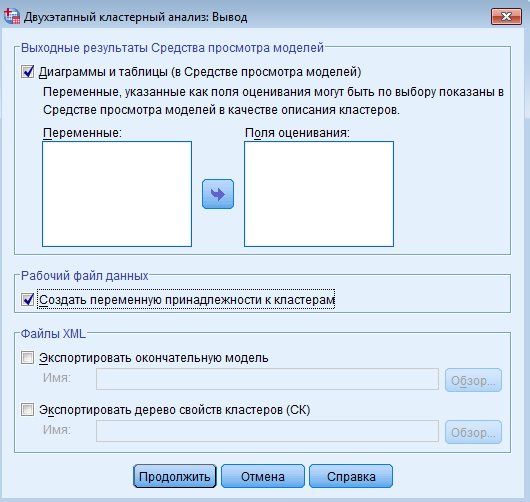 Двухэтапный кластерный анализ: Вывод
Выходные результаты Средства просмотра моделей
Диаграммы и таблицы (в Средстве просмотра моделей)
Переменные, указанные как поля оценивания могут быть по выбору показаны в
Средстве просмотра моделей в качестве описания кластеров.
Переменные:
Поля оценивания:
Рабочий файл данных
Создать переменную принадлежности к кластерам
Файлы XML
Экспортировать окончательную модель
Имя:
Обзор...
Экспортировать дерево свойств кластеров (СК)
Имя:
Обзор...
Продолжить
Отмена
Справка